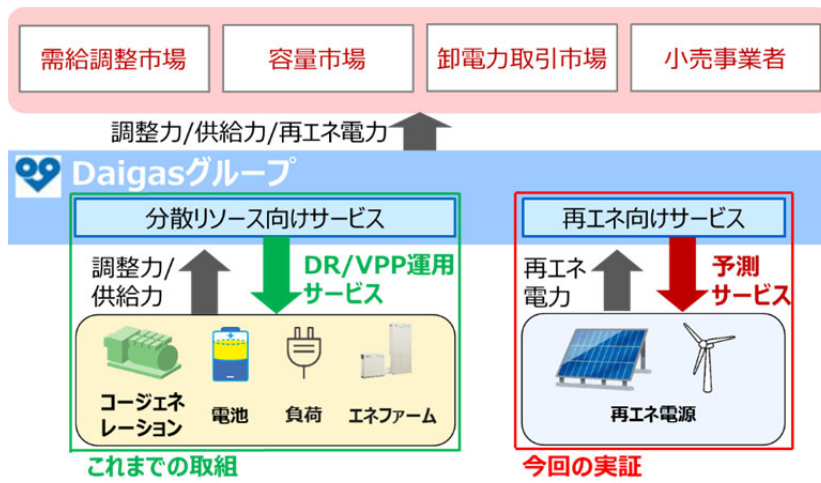 需給調整市場
容量市場
卸電力取引市場
小売事業者
調整力/供給力/再エネ電力
Daigasグループ
分散リソース向けサービス
再エネ向けサービス
調整力/
供給力
DR/VPP運用
サービス
再エネ
電力
予測
サービス
コージェネ
レーション
電池
負荷
エネファーム
再エネ電源
これまでの取組
今回の実証